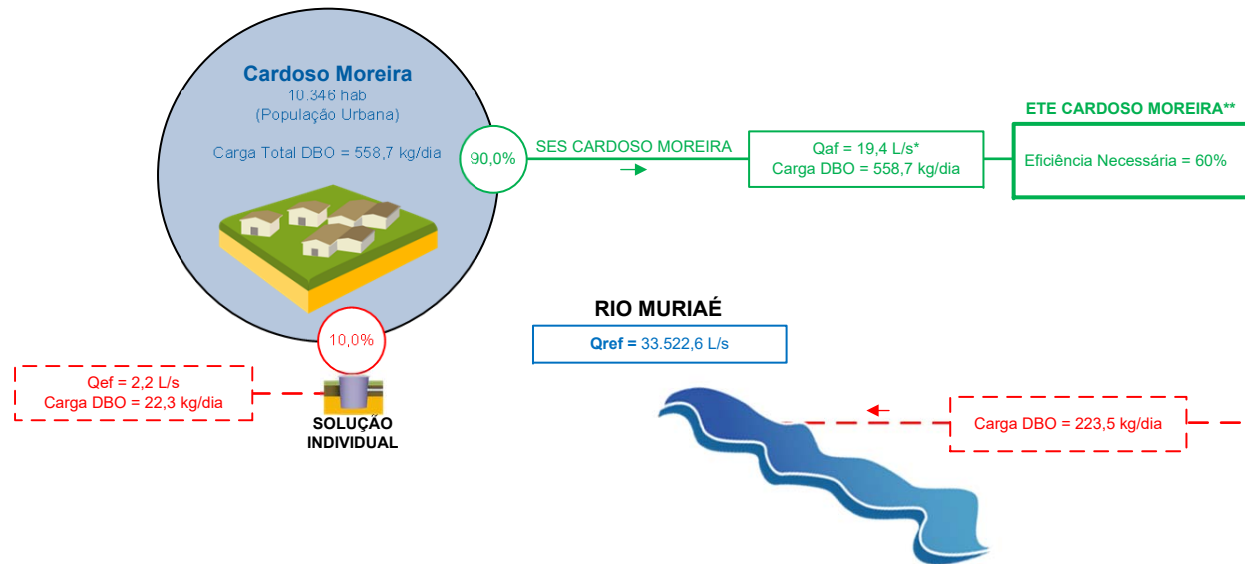 Cardoso Moreira
10.346 hab
(População Urbana)
Carga Total DBO = 558,7 kg/dia
90,0%
SES CARDOSO MOREIRA
Qaf = 19,4 L/s*
Carga DBO = 558,7 kg/dia
ETE CARDOSO MOREIRA**
Eficiência Necessária = 60%
10,0%
Qef = 2,2 L/s
Carga DBO = 22,3 kg/dia
SOLUÇÃO
INDIVIDUAL
RIO MURIAÉ
Qref = 33.522,6 L/s
Carga DBO = 223,5 kg/dia